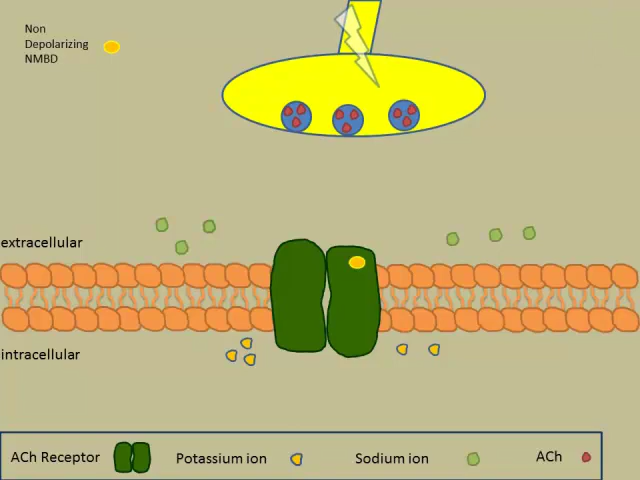 Non
Depolarizing
NMBD
extracellular
intracellular
ACh Receptor Potassium ion Sodium ion ACh